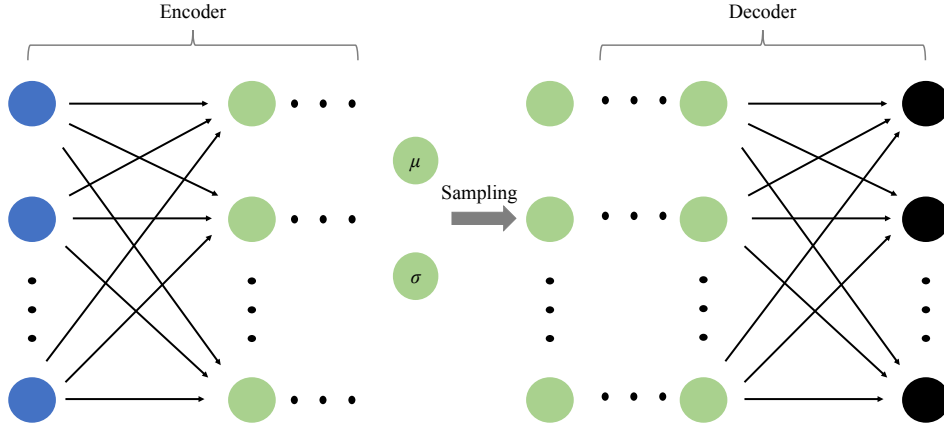 Encoder
Decoder
μ
Sampling
σ